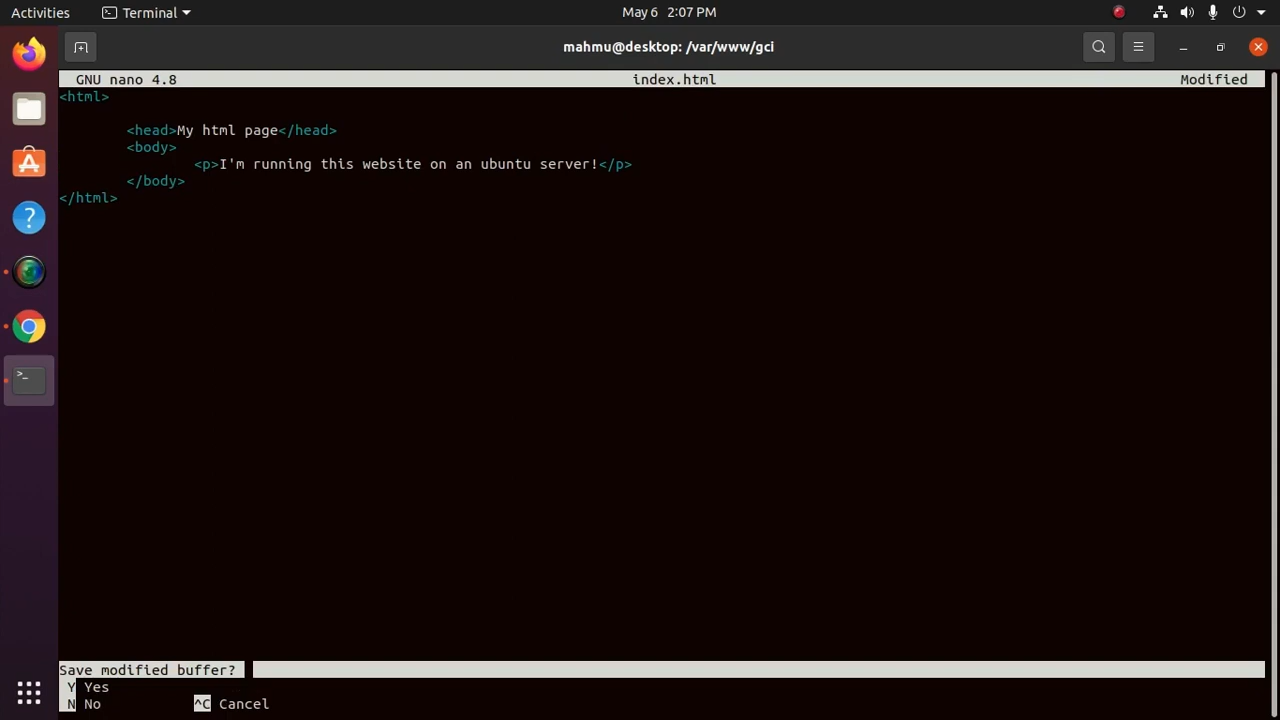 Activities
Terminal
May 6 2:07 PM
mahmu@desktop: /var/www/gci
GNU nano 4.8 index.html Modified
<html>
<head>My html page</head>
<body>
<p>I'm running this website on an ubuntu server!</p>
</body>
</html>
Save modified buffer?
Y Yes
N No ^C Cancel